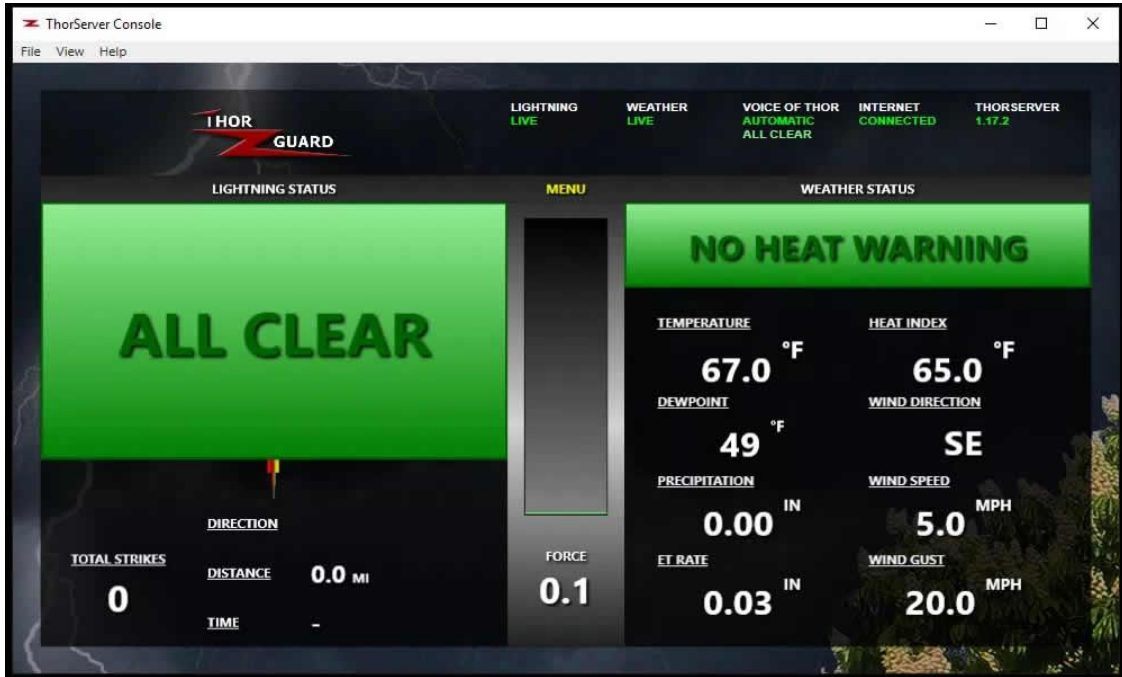 ThorServer Console
File View Help
THOR
GUARD
LIGHTNING
LIVE
WEATHER
LIVE
VOICE OF THOR
AUTOMATIC
ALL CLEAR
INTERNET
CONNECTED
THORSERVER
1.17.2
LIGHTNING STATUS
MENU
WEATHER STATUS
ALL CLEAR
NO HEAT WARNING
TEMPERATURE
67.0 °F
HEAT INDEX
65.0 °F
DEWPOINT
49 °F
WIND DIRECTION
SE
PRECIPITATION
0.00 IN
WIND SPEED
5.0 MPH
ET RATE
0.03 IN
WIND GUST
20.0 MPH
FORCE
0.1
TOTAL STRIKES
0
DIRECTION
DISTANCE 0.0 MI
TIME -